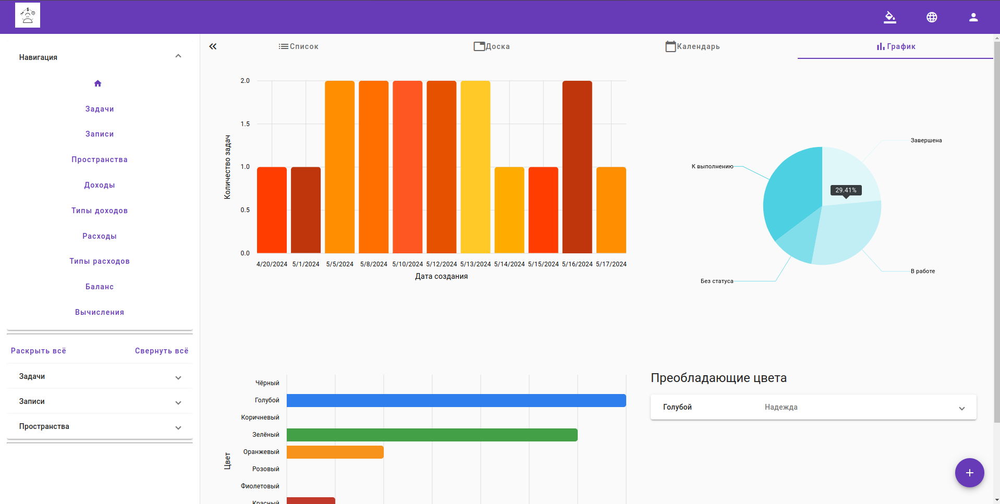 Навигация
Задачи
Записи
Пространства
Доходы
Типы доходов
Расходы
Типы расходов
Баланс
Вычисления
Раскрыть всё
Свернуть всё
Задачи
Записи
Пространства
Список
Доска
Календарь
График
Количество задач
2.0
1.5
1.0
0.5
0.0
4/20/2024 5/1/2024 5/5/2024 5/8/2024 5/10/2024 5/12/2024 5/13/2024 5/14/2024 5/15/2024 5/16/2024 5/17/2024
Дата создания
Завершена
К выполнению
29.41%
В работе
Без статуса
Цвет
Чёрный
Голубой
Коричневый
Зелёный
Оранжевый
Розовый
Фиолетовый
Красный
Преобладающие цвета
Голубой
Надежда